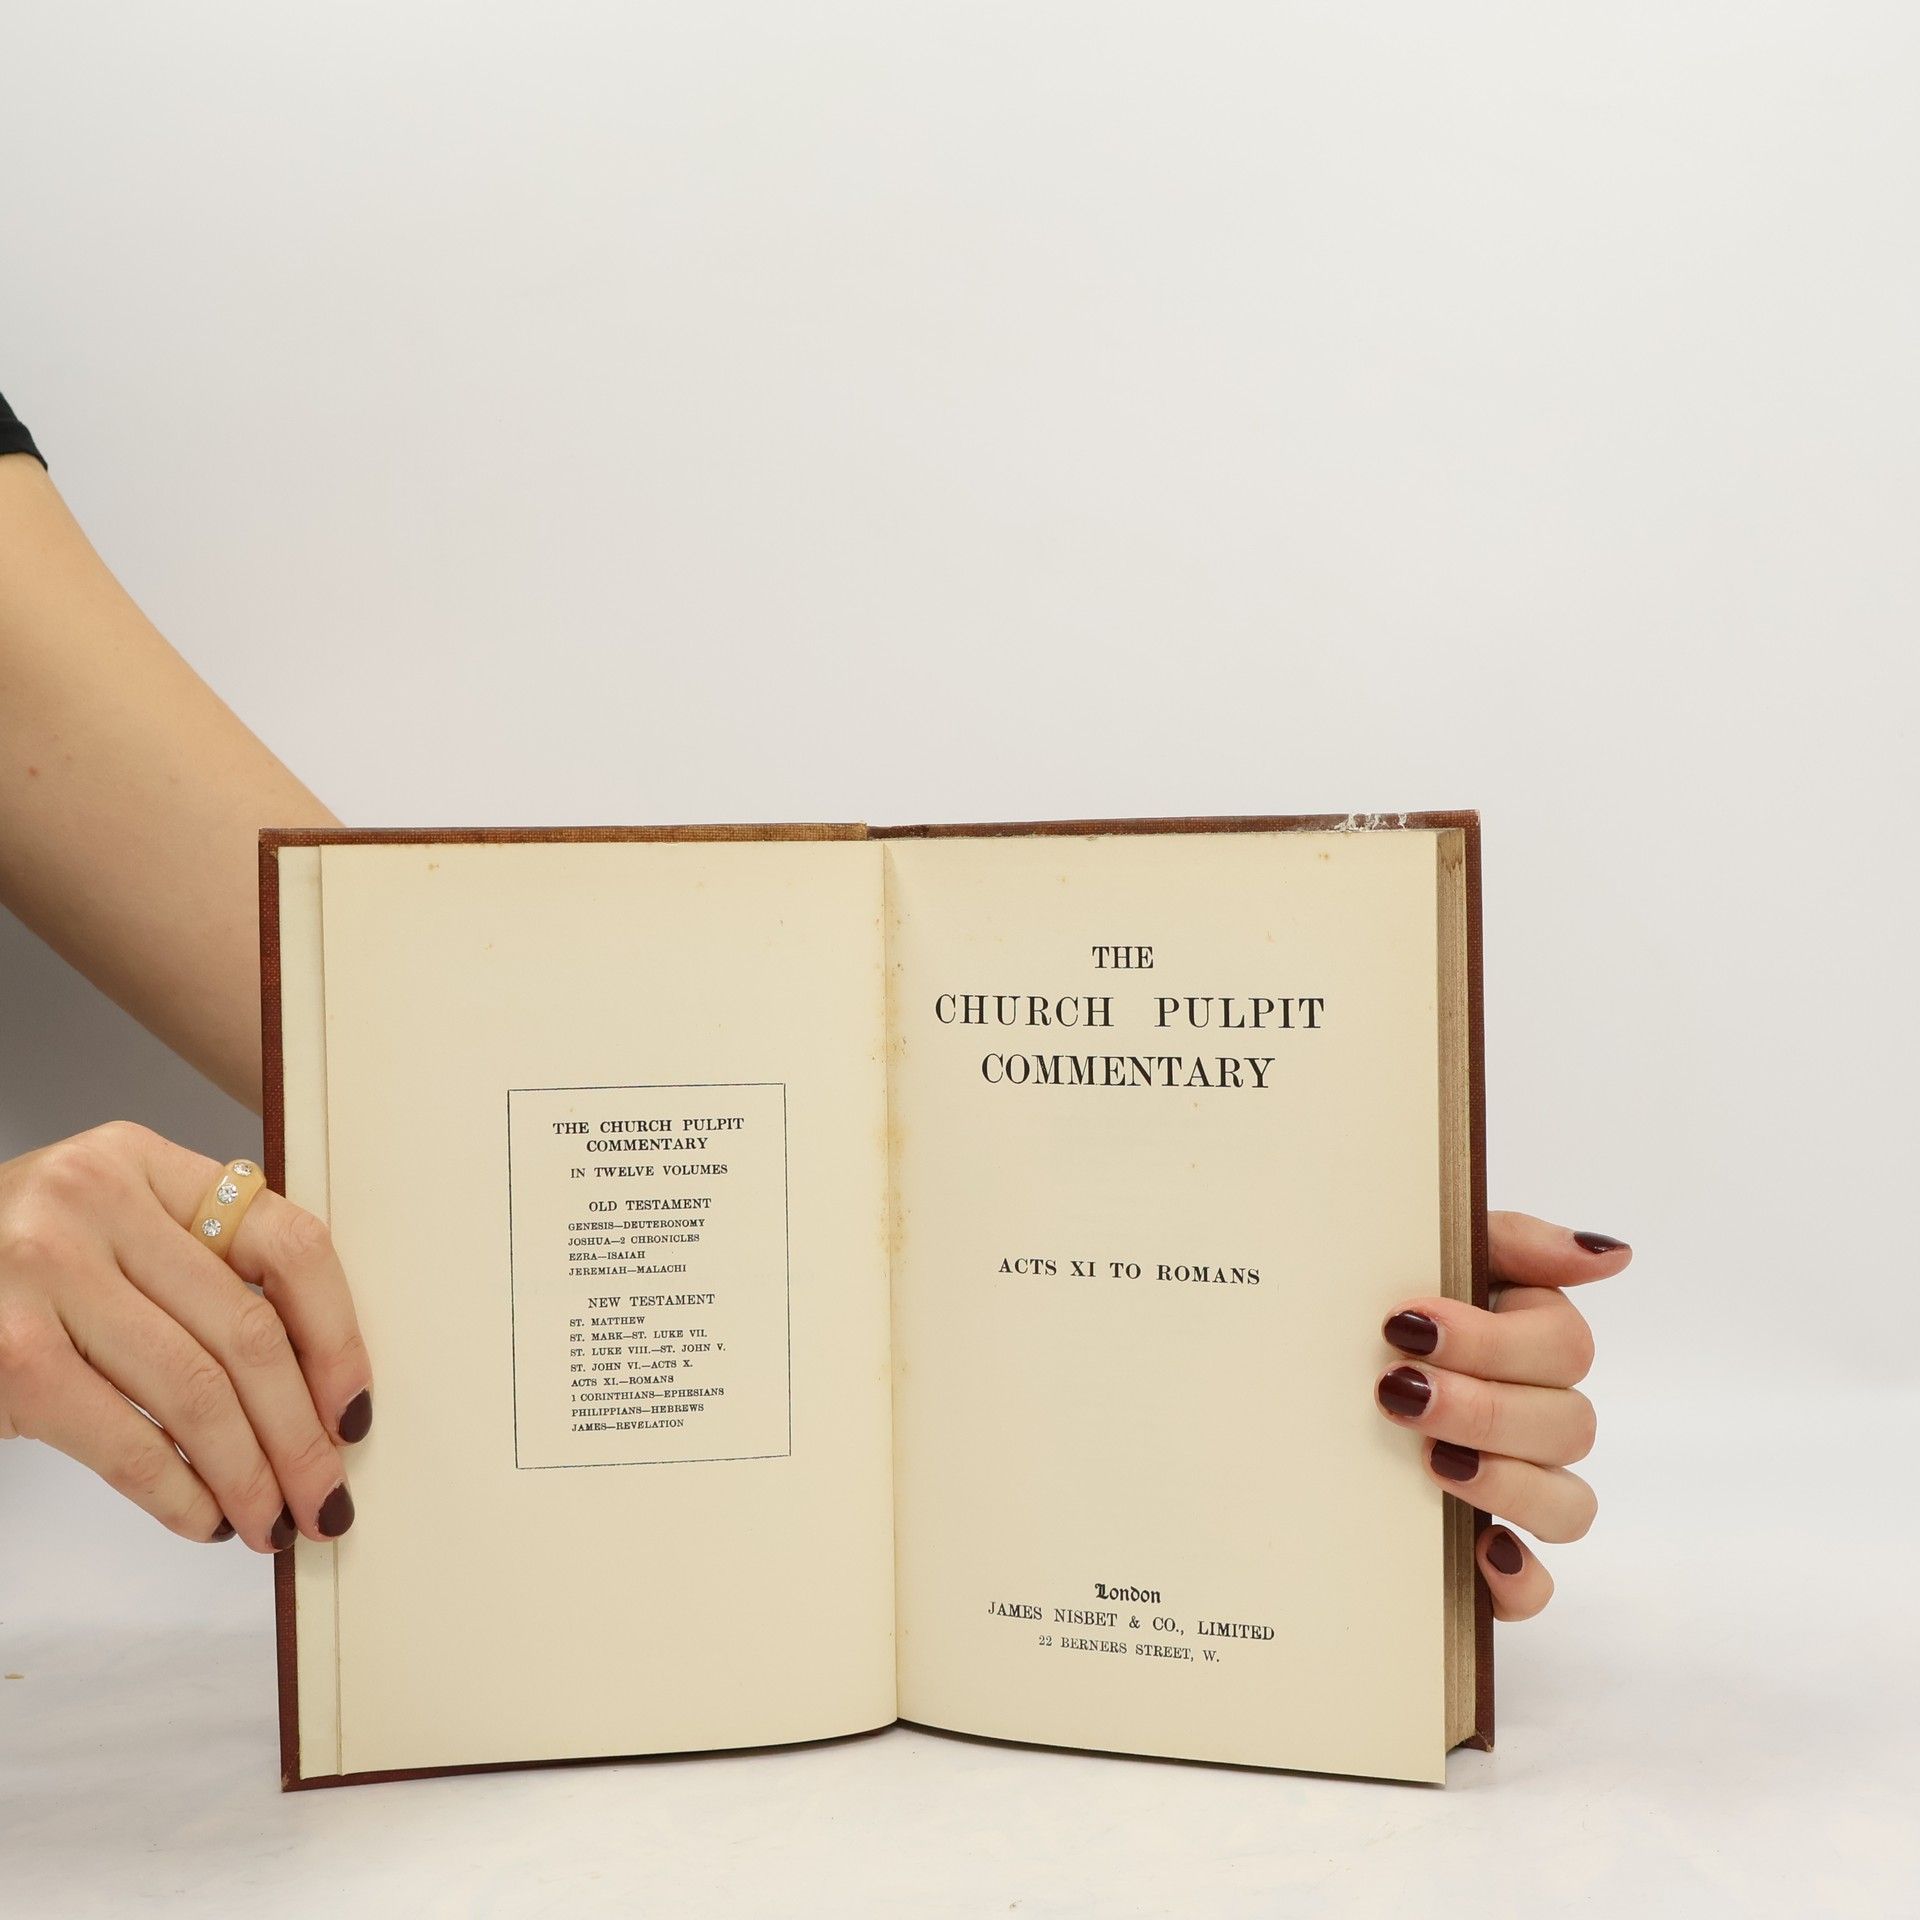 THE CHURCH PULPIT
COMMENTARY
IN TWELVE VOLUMES
OLD TESTAMENT
GENESIS—DEUTERONOMY
JOSHUA—2 CHRONICLES
EZRA—ISAIAH
JEREMIAH—MALACHI
NEW TESTAMENT
ST. MATTHEW
ST. MARK—ST. LUKE VII.
ST. LUKE VIII.—ST. JOHN V.
ST. JOHN VI.—ACTS X.
ACTS XI.—ROMANS
1 CORINTHIANS—EPHESIANS
PHILIPPIANS—HEBREWS
JAMES—REVELATION
THE
CHURCH PULPIT
COMMENTARY
ACTS XI TO ROMANS
London
JAMES NISBET & CO., LIMITED
22 BERNERS STREET, W.